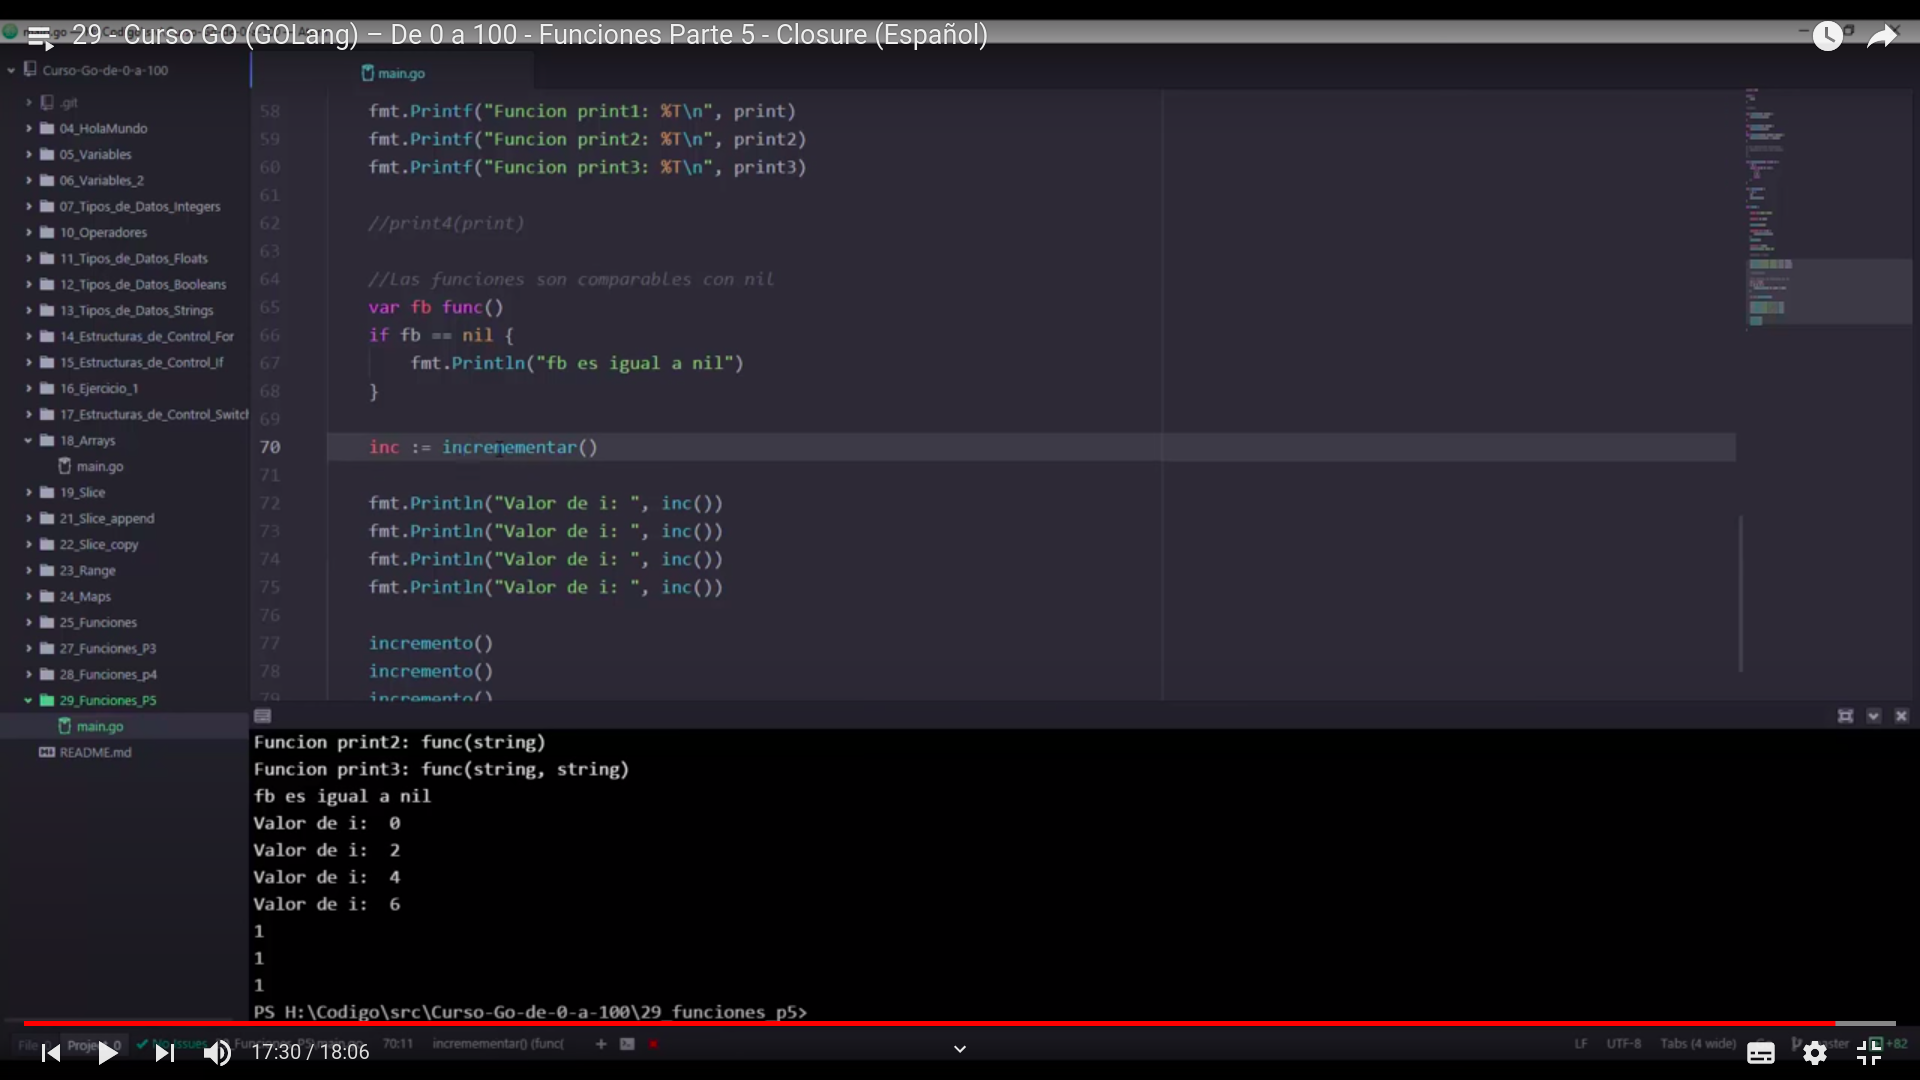 29 - Curso GO (GOLang) – De 0 a 100 - Funciones Parte 5 - Closure (Español)
Curso-Go-de-0-a-100
main.go
.git
04_HolaMundo
05_Variables
06_Variables_2
07_Tipos_de_Datos_Integers
10_Operadores
11_Tipos_de_Datos_Floats
12_Tipos_de_Datos_Booleans
13_Tipos_de_Datos_Strings
14_Estructuras_de_Control_For
15_Estructuras_de_Control_If
16_Ejercicio_1
17_Estructuras_de_Control_Switch
18_Arrays
main.go
19_Slice
21_Slice_append
22_Slice_copy
23_Range
24_Maps
25_Funciones
27_Funciones_P3
28_Funciones_p4
29_Funciones_P5
main.go
README.md
58 fmt.Printf("Funcion print1: %T\n", print)
59 fmt.Printf("Funcion print2: %T\n", print2)
60 fmt.Printf("Funcion print3: %T\n", print3)
61
62 //print4(print)
63
64 //Las funciones son comparables con nil
65 var fb func()
66 if fb == nil {
67 fmt.Println("fb es igual a nil")
68 }
69
70 inc := incrementar()
71
72 fmt.Println("Valor de i: ", inc())
73 fmt.Println("Valor de i: ", inc())
74 fmt.Println("Valor de i: ", inc())
75 fmt.Println("Valor de i: ", inc())
76
77 incremento()
78 incremento()
79 incremento()
Funcion print2: func(string)
Funcion print3: func(string, string)
fb es igual a nil
Valor de i:  0
Valor de i:  2
Valor de i:  4
Valor de i:  6
1
1
1
PS H:\Codigo\src\Curso-Go-de-0-a-100\29_funciones_p5>
File 0 Project 0 No Issues 70:11 LF UTF-8 Tabs (4 wide) +82
17:30 / 18:06